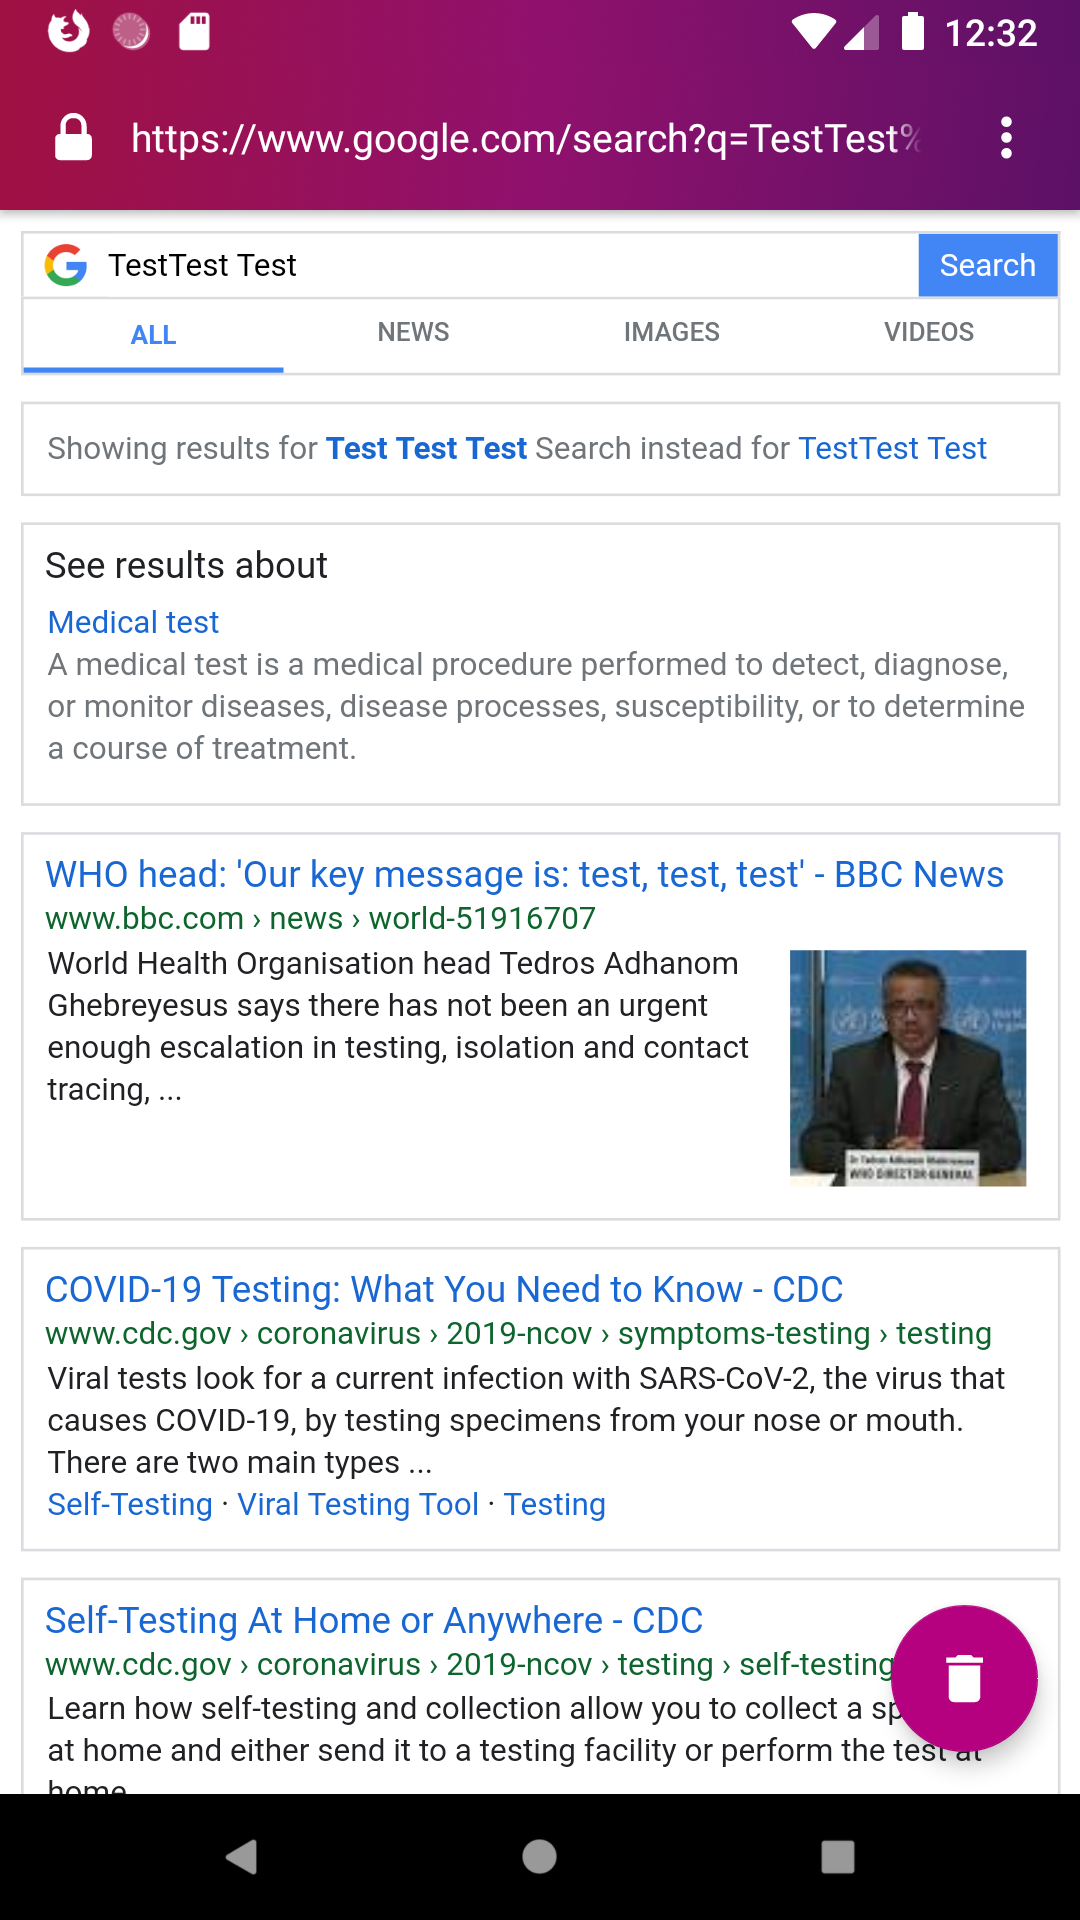 12:32
https://www.google.com/search?q=TestTest%
TestTest Test
Search
ALL
NEWS
IMAGES
VIDEOS
Showing results for Test Test Test Search instead for TestTest Test
See results about
Medical test
A medical test is a medical procedure performed to detect, diagnose,
or monitor diseases, disease processes, susceptibility, or to determine
a course of treatment.
WHO head: 'Our key message is: test, test, test' - BBC News
www.bbc.com › news › world-51916707
World Health Organisation head Tedros Adhanom
Ghebreyesus says there has not been an urgent
enough escalation in testing, isolation and contact
tracing, ...
WHO DIRECTOR-GENERAL
COVID-19 Testing: What You Need to Know - CDC
www.cdc.gov › coronavirus › 2019-ncov › symptoms-testing › testing
Viral tests look for a current infection with SARS-CoV-2, the virus that
causes COVID-19, by testing specimens from your nose or mouth.
There are two main types ...
Self-Testing · Viral Testing Tool · Testing
Self-Testing At Home or Anywhere - CDC
www.cdc.gov › coronavirus › 2019-ncov › testing › self-testing
Learn how self-testing and collection allow you to collect a sp
at home and either send it to a testing facility or perform the test at
home